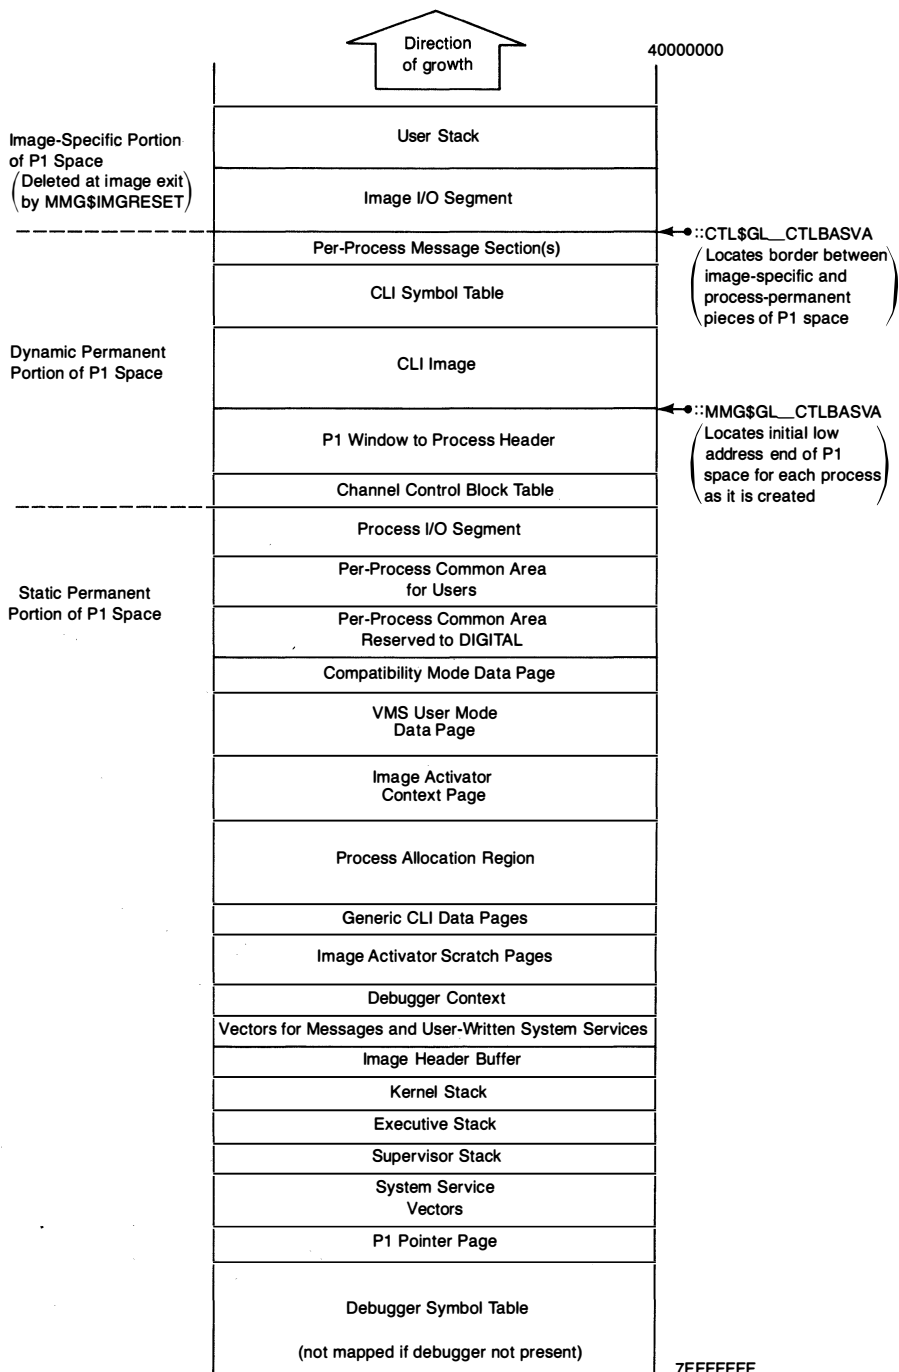 Direction
of growth
40000000
User Stack
Image-Specific Portion
of P1 Space
(Deleted at image exit
by MMG$IMGRESET)
Image I/O Segment
::CTL$GL__CTLBASVA
(Locates border between
image-specific and
process-permanent
pieces of P1 space)
Per-Process Message Section(s)
CLI Symbol Table
Dynamic Permanent
Portion of P1 Space
CLI Image
::MMG$GL__CTLBASVA
(Locates initial low
address end of P1
space for each process
as it is created)
P1 Window to Process Header
Channel Control Block Table
Process I/O Segment
Per-Process Common Area
for Users
Static Permanent
Portion of P1 Space
Per-Process Common Area
Reserved to DIGITAL
Compatibility Mode Data Page
VMS User Mode
Data Page
Image Activator
Context Page
Process Allocation Region
Generic CLI Data Pages
Image Activator Scratch Pages
Debugger Context
Vectors for Messages and User-Written System Services
Image Header Buffer
Kernel Stack
Executive Stack
Supervisor Stack
System Service
Vectors
P1 Pointer Page
Debugger Symbol Table
(not mapped if debugger not present)
7FFFFFFF